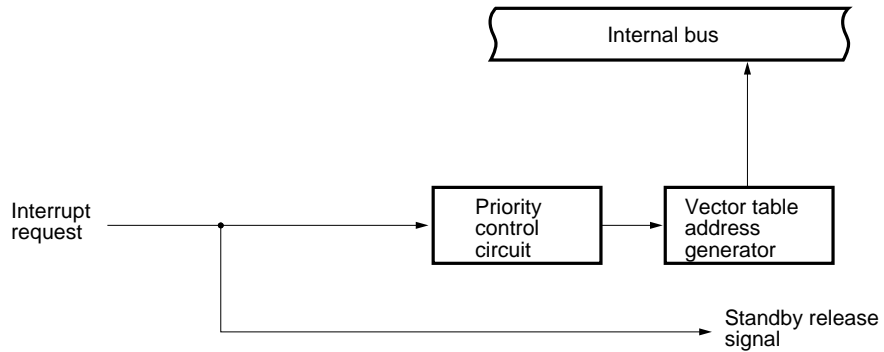 Internal bus
Interrupt
request
Priority
control
circuit
Vector table
address
generator
Standby release
signal